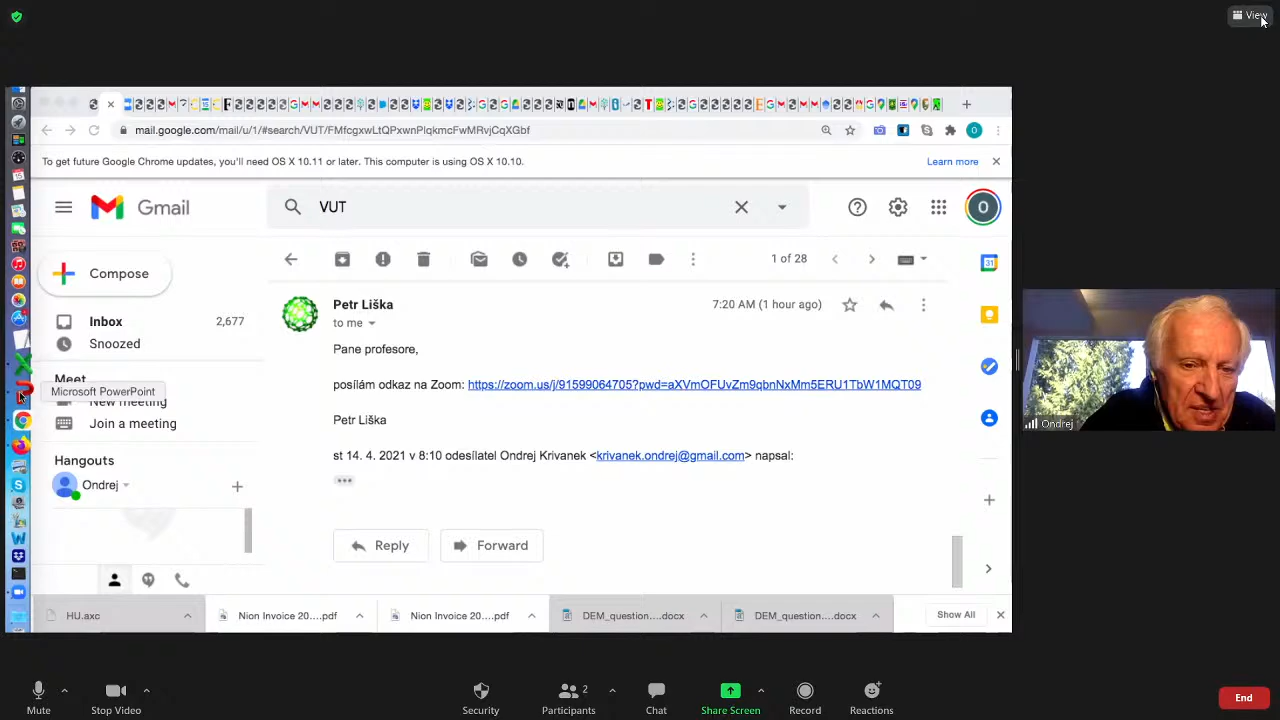 View
mail.google.com/mail/u/1/#search/VUT/FMfcgxwLtQPxwnPlqkmcFwMRvjCqXGbf
To get future Google Chrome updates, you'll need OS X 10.11 or later. This computer is using OS X 10.10.
Learn more
Gmail
VUT
Compose
1 of 28
Inbox
2,677
Snoozed
Meet
Microsoft PowerPoint
New meeting
Join a meeting
Hangouts
Ondrej
Petr Liška
7:20 AM (1 hour ago)
to me
Pane profesore,
posílám odkaz na Zoom: https://zoom.us/j/91599064705?pwd=aXVmOFUvZm9qbnNxMm5ERU1TbW1MQT09
Petr Liška
st 14. 4. 2021 v 8:10 odesílatel Ondrej Krivanek <krivanek.ondrej@gmail.com> napsal:
Reply
Forward
HU.axc
Nion Invoice 20....pdf
Nion Invoice 20....pdf
DEM_question....docx
DEM_question....docx
Show All
Ondrej
Mute
Stop Video
Security
Participants
2
Chat
Share Screen
Record
Reactions
End